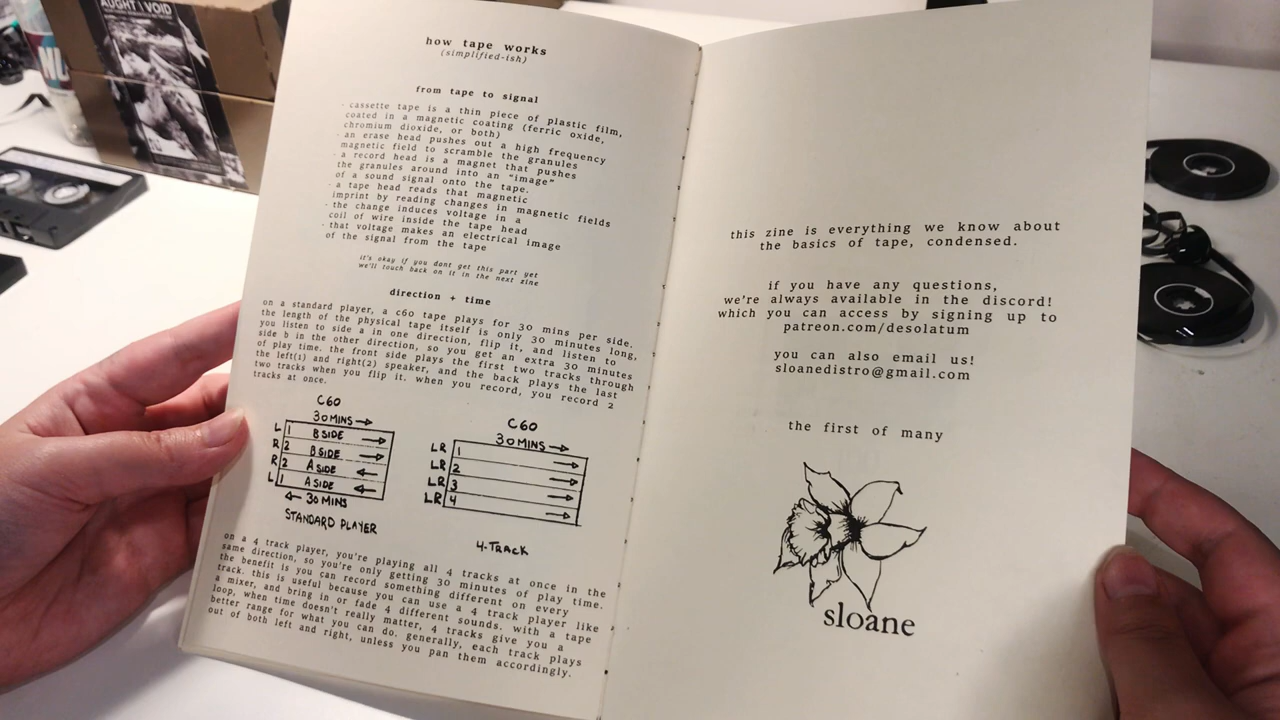 AUGHT \ VOID
how tape works
(simplified-ish)
from tape to signal
- cassette tape is a thin piece of plastic film,
coated in a magnetic coating (ferric oxide,
chromium dioxide, or both)
- an erase head pushes out a high frequency
magnetic field to scramble the granules
- a record head is a magnet that pushes
the granules around into an "image"
of a sound signal onto the tape.
- a tape head reads that magnetic
imprint by reading changes in magnetic fields
- the change induces voltage in a
coil of wire inside the tape head
- that voltage makes an electrical image
of the signal from the tape
it's okay if you dont get this part yet
we'll touch back on it in the next zine
direction + time
on a standard player, a c60 tape plays for 30 mins per side.
the length of the physical tape itself is only 30 minutes long,
you listen to side a in one direction, flip it, and listen to
side b in the other direction, so you get an extra 30 minutes
of play time. the front side plays the first two tracks through
the left(1) and right(2) speaker, and the back plays the last
two tracks when you flip it. when you record, you record 2
tracks at once.
C60
30 MINS →
L 1 B SIDE →
R 2 B SIDE →
R 2 A SIDE ←
L 1 A SIDE ←
← 30 MINS
STANDARD PLAYER
C60
30 MINS →
LR 1 →
LR 2 →
LR 3 →
LR 4 →
4-TRACK
on a 4 track player, you're playing all 4 tracks at once in the
same direction, so you're only getting 30 minutes of play time.
the benefit is you can record something different on every
track. this is useful because you can use a 4 track player like
a mixer, and bring in or fade 4 different sounds. with a tape
loop, when time doesn't really matter, 4 tracks give you a
better range for what you can do. generally, each track plays
out of both left and right, unless you pan them accordingly.
this zine is everything we know about
the basics of tape, condensed.
if you have any questions,
we're always available in the discord!
which you can access by signing up to
patreon.com/desolatum
you can also email us!
sloanedistro@gmail.com
the first of many
sloane